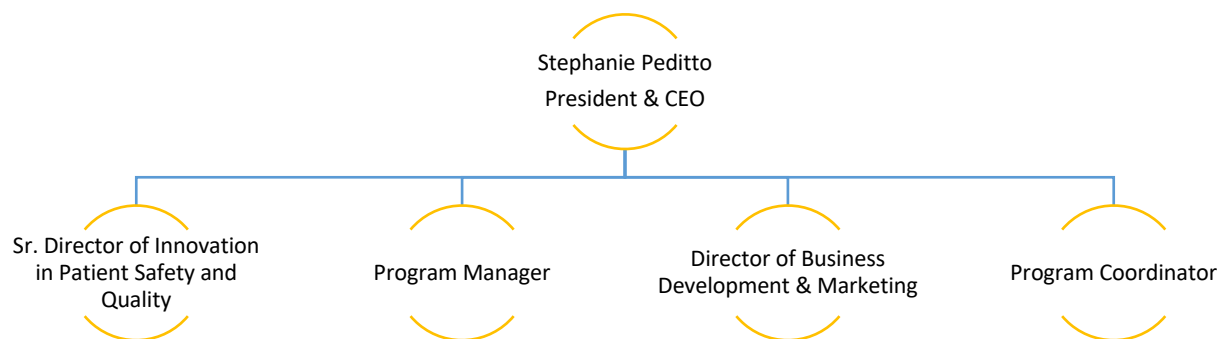 Stephanie Peditto
President & CEO
Sr. Director of Innovation
in Patient Safety and
Quality
Program Manager
Director of Business
Development & Marketing
Program Coordinator